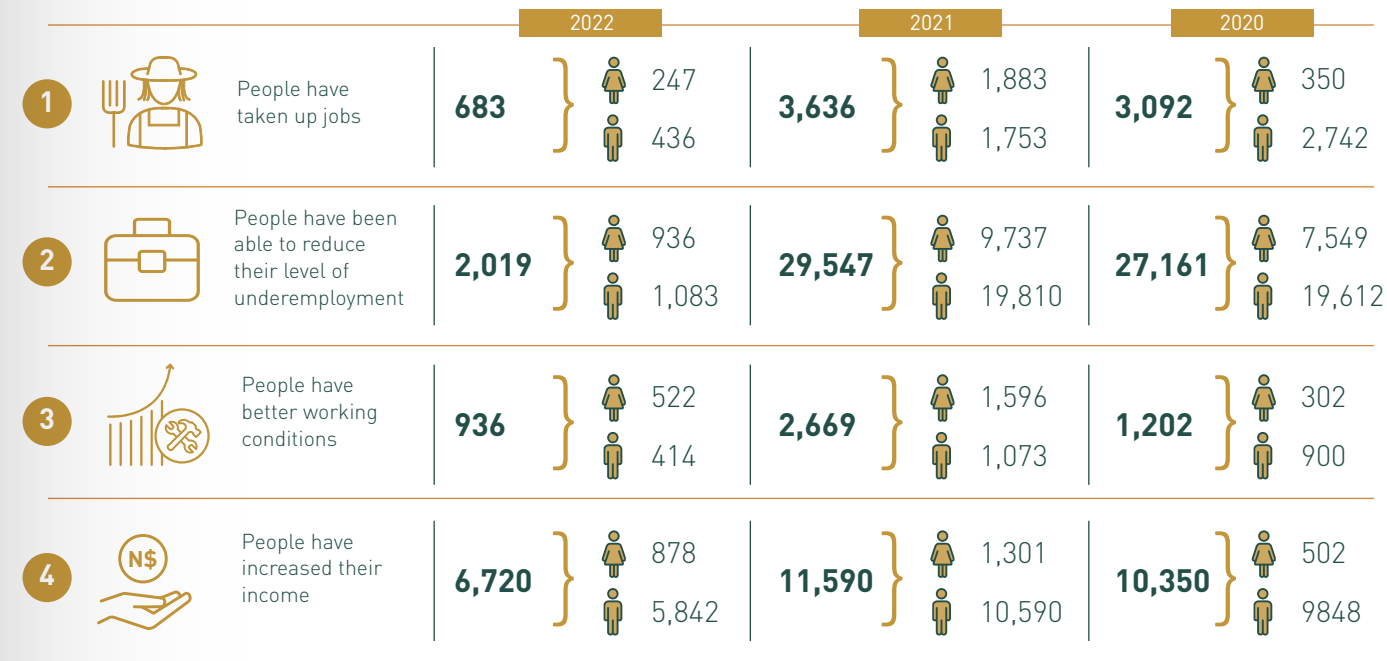 2022 2021 2020
1
People have
taken up jobs
683
247
436
3,636
1,883
1,753
3,092
350
2,742
2
People have been
able to reduce
their level of
underemployment
2,019
936
1,083
29,547
9,737
19,810
27,161
7,549
19,612
3
People have
better working
conditions
936
522
414
2,669
1,596
1,073
1,202
302
900
4
N$
People have
increased their
income
6,720
878
5,842
11,590
1,301
10,590
10,350
502
9848